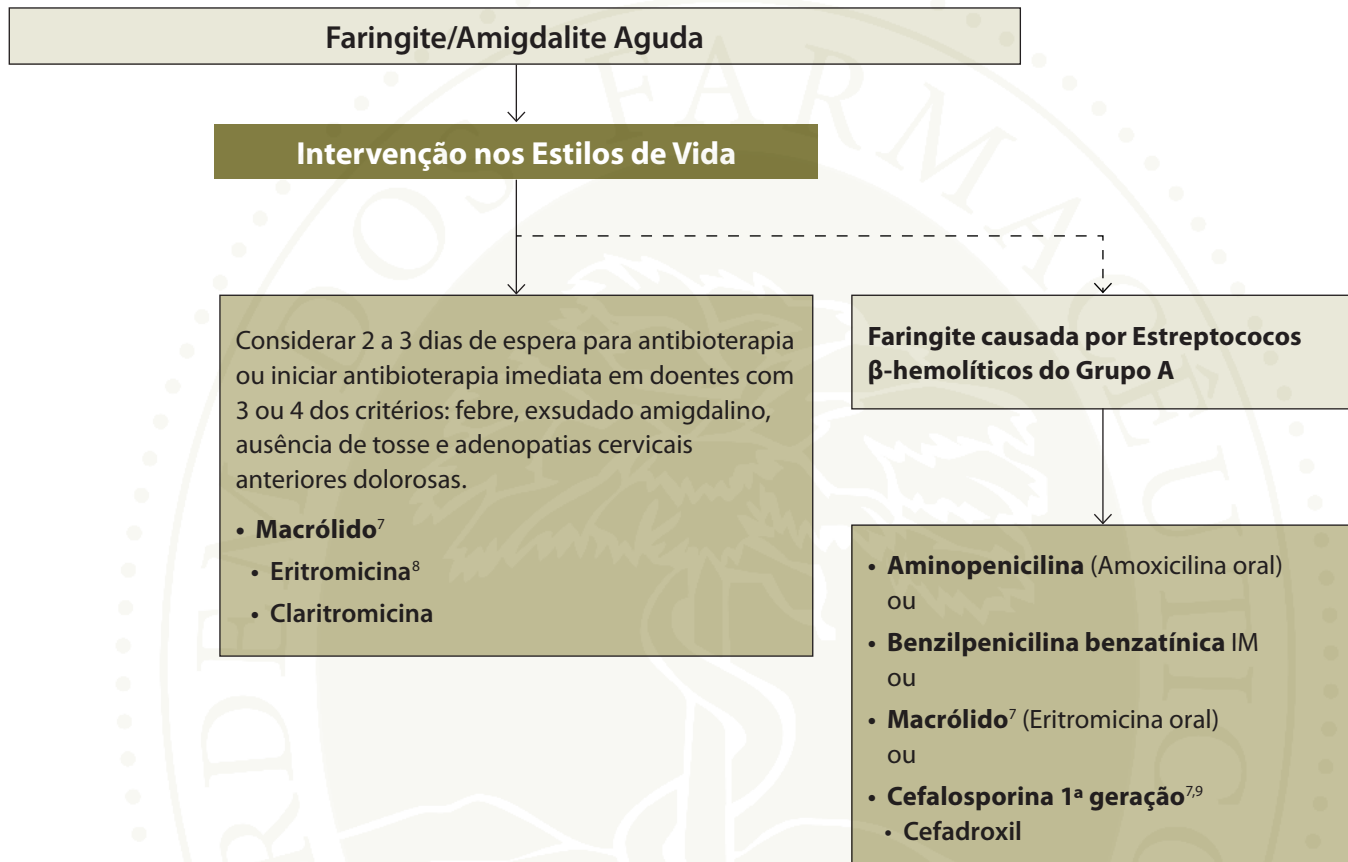 Faringite/Amigdalite Aguda
Intervenção nos Estilos de Vida
Considerar 2 a 3 dias de espera para antibioterapia
ou iniciar antibioterapia imediata em doentes com
3 ou 4 dos critérios: febre, exsudado amigdalino,
ausência de tosse e adenopatias cervicais
anteriores dolorosas.
• Macrólido⁷
• Eritromicina⁸
• Claritromicina
Faringite causada por Estreptococos
β-hemolíticos do Grupo A
• Aminopenicilina (Amoxicilina oral)
ou
• Benzilpenicilina benzatínica IM
ou
• Macrólido⁷ (Eritromicina oral)
ou
• Cefalosporina 1ª geração⁷,⁹
• Cefadroxil
RDEM DOS FARMACÊUTICO